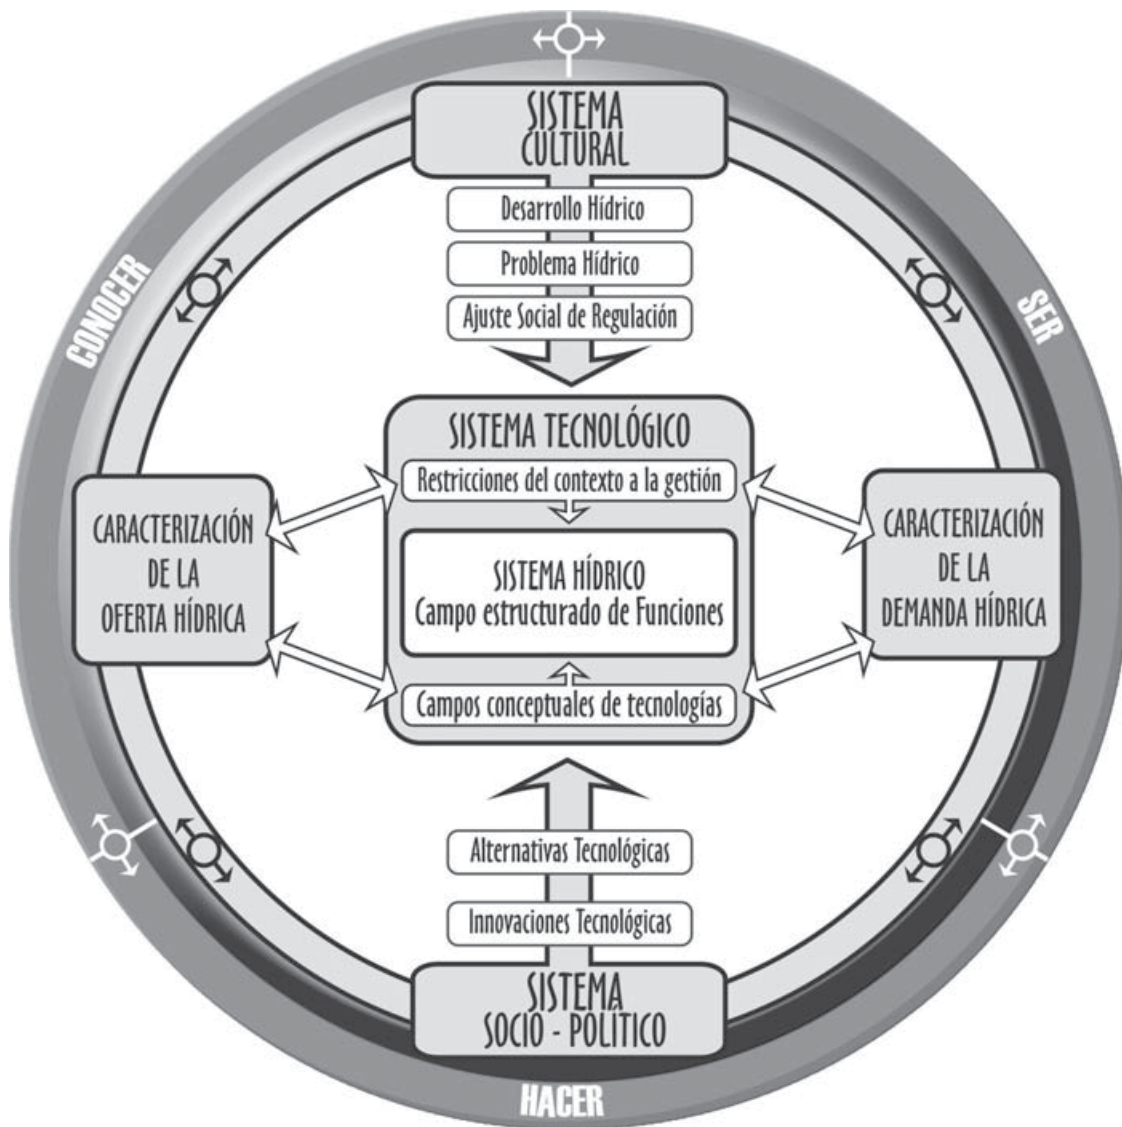 SISTEMA
CULTURAL
Desarrollo Hídrico
Problema Hídrico
Ajuste Social de Regulación
CONOCER
SER
SISTEMA TECNOLÓGICO
Restricciones del contexto a la gestión
CARACTERIZACIÓN
DE LA
OFERTA HÍDRICA
SISTEMA HÍDRICO
Campo estructurado de Funciones
CARACTERIZACIÓN
DE LA
DEMANDA HÍDRICA
Campos conceptuales de tecnologías
Alternativas Tecnológicas
Innovaciones Tecnológicas
SISTEMA
SOCIO - POLÍTICO
HACER